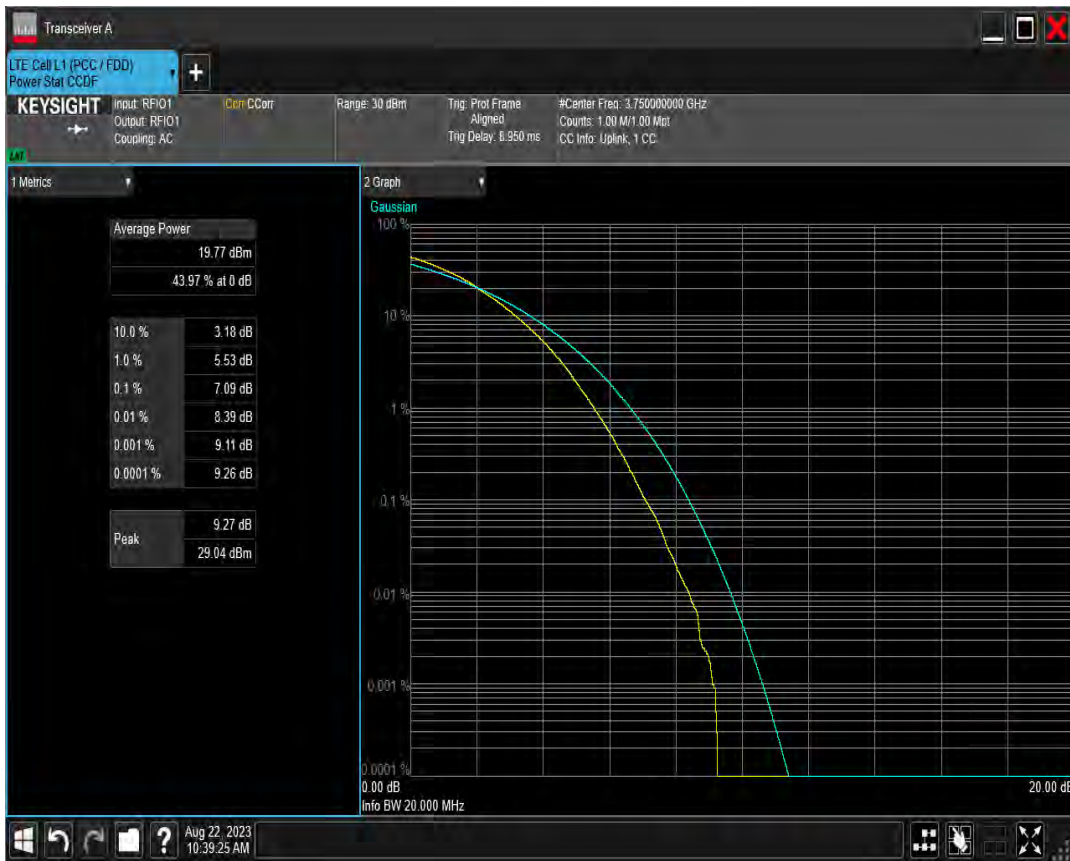 Transceiver A
LTE Cell L1 (PCC / FDD)
Power Stat CCDF
+
KEYSIGHT
Input: RFIO1
Output: RFIO1
Coupling: AC
Corr CCorr
Range: 30 dBm
Trig: Prot Frame
Aligned
Trig Delay: 8.950 ms
#Center Freq: 3.750000000 GHz
Counts: 1.00 M/1.00 Mpt
CC Info: Uplink, 1 CC
1 Metrics
Average Power
19.77 dBm
43.97 % at 0 dB
10.0 % 3.18 dB
1.0 % 5.53 dB
0.1 % 7.09 dB
0.01 % 8.39 dB
0.001 % 9.11 dB
0.0001 % 9.26 dB
Peak
9.27 dB
29.04 dBm
2 Graph
Gaussian
100 %
10 %
1 %
0.1 %
0.01 %
0.001 %
0.0001 %
0.00 dB
20.00 dB
Info BW 20.000 MHz
?
Aug 22, 2023
10:39:25 AM